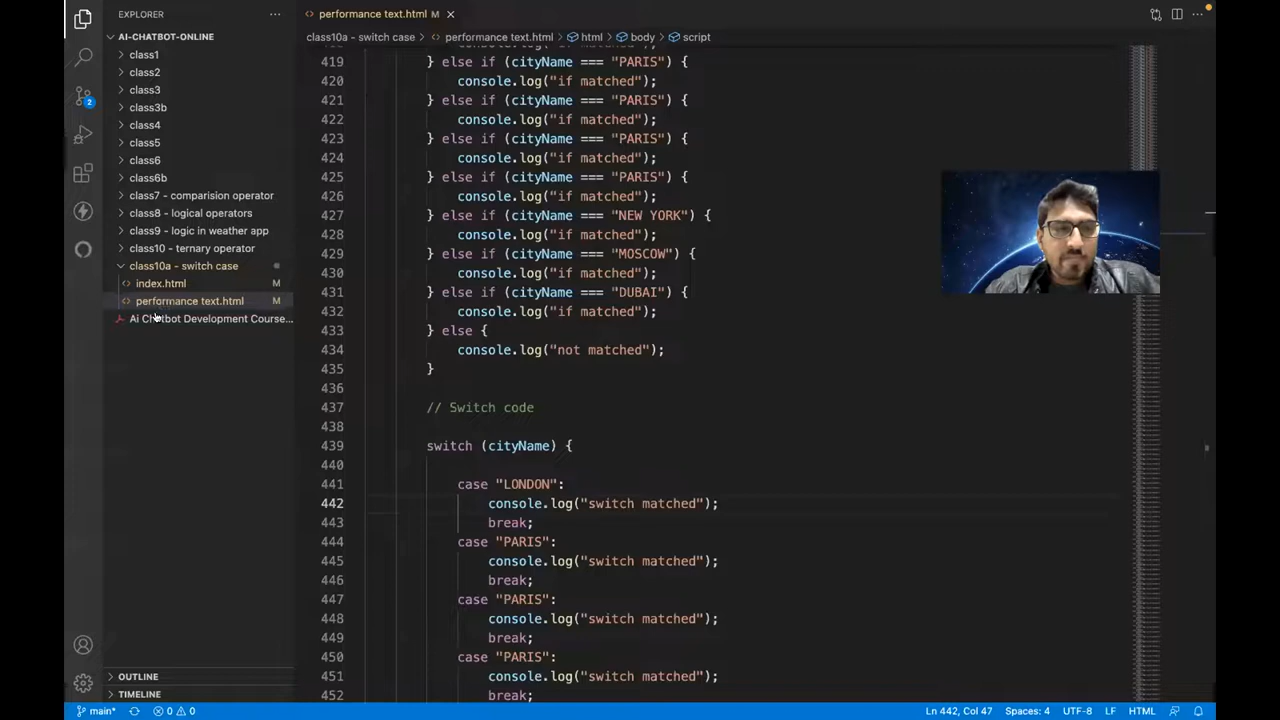 EXPLORER
AI-CHATBOT-ONLINE
class1
class2
class3
class3b
class4
class5
class6
class6b
class7 - comparision operator
class8 - logical operators
class9 - logic in weather app
class10 - ternary operator
class10a - switch case
index.html M
performance text.html M
Ai Chatbot Development Course...
OUTLINE
TIMELINE
2
performance text.html M
class10a - switch case > performance text.html > html > body > script
419 } else if (cityName === "PARIS") {
420 console.log("if matched");
421 } else if (cityName === "PARIS") {
422 console.log("if matched");
423 } else if (cityName === "PARIS") {
424 console.log("if matched");
425 } else if (cityName === "PARIS") {
426 console.log("if matched");
427 } else if (cityName === "NEW YORK") {
428 console.log("if matched");
429 } else if (cityName === "MOSCOW") {
430 console.log("if matched");
431 } else if (cityName === "DUBAI") {
432 console.log("if matched");
433 } else {
434 console.log("not matched");
435 }
436
437 // switch code
438
439 switch (cityName) {
440
441 case "LONDON":
442 console.log("switch matched");
443 break;
444 case "PARIS":
445 console.log("switch matched");
446 break;
447 case "PARIS":
448 console.log("switch matched");
449 break;
450 case "PARIS":
451 console.log("switch matched");
452 break;
main* 0 0 Ln 442, Col 47 Spaces: 4 UTF-8 LF HTML